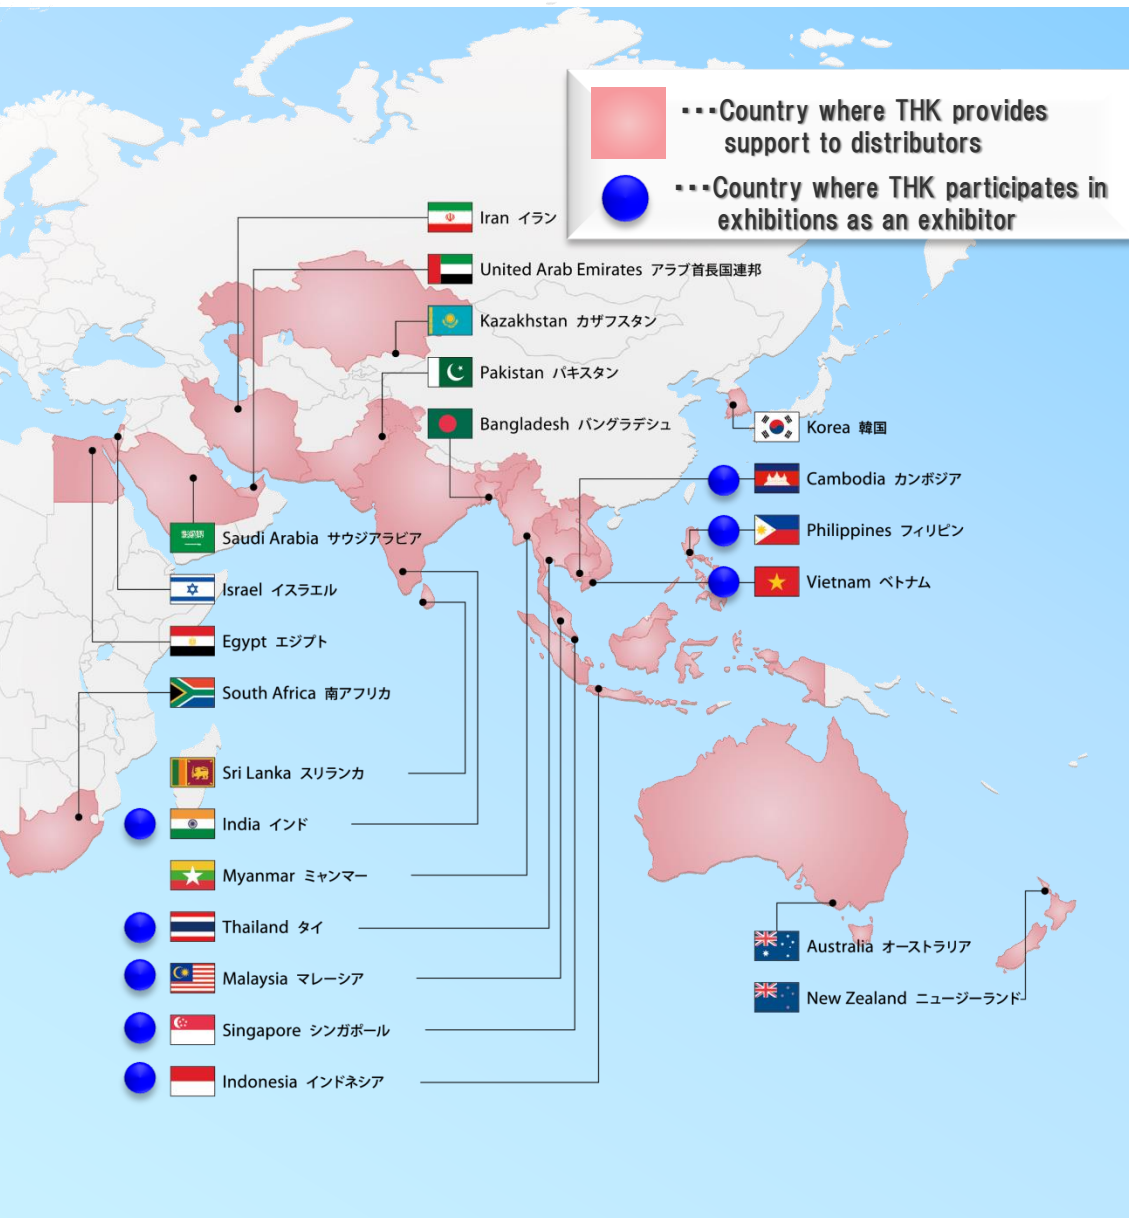 ･･･Country where THK provides
support to distributors
･･･Country where THK participates in
exhibitions as an exhibitor
Iran イラン
United Arab Emirates アラブ首長国連邦
Kazakhstan カザフスタン
Pakistan パキスタン
Bangladesh バングラデシュ
Korea 韓国
Cambodia カンボジア
Philippines フィリピン
Vietnam ベトナム
Saudi Arabia サウジアラビア
Israel イスラエル
Egypt エジプト
South Africa 南アフリカ
Sri Lanka スリランカ
India インド
Myanmar ミャンマー
Thailand タイ
Malaysia マレーシア
Singapore シンガポール
Indonesia インドネシア
Australia オーストラリア
New Zealand ニュージーランド